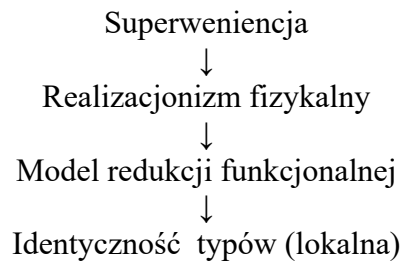 Superweniencja
↓
Realizacjonizm fizykalny
↓
Model redukcji funkcjonalnej
↓
Identyczność typów (lokalna)